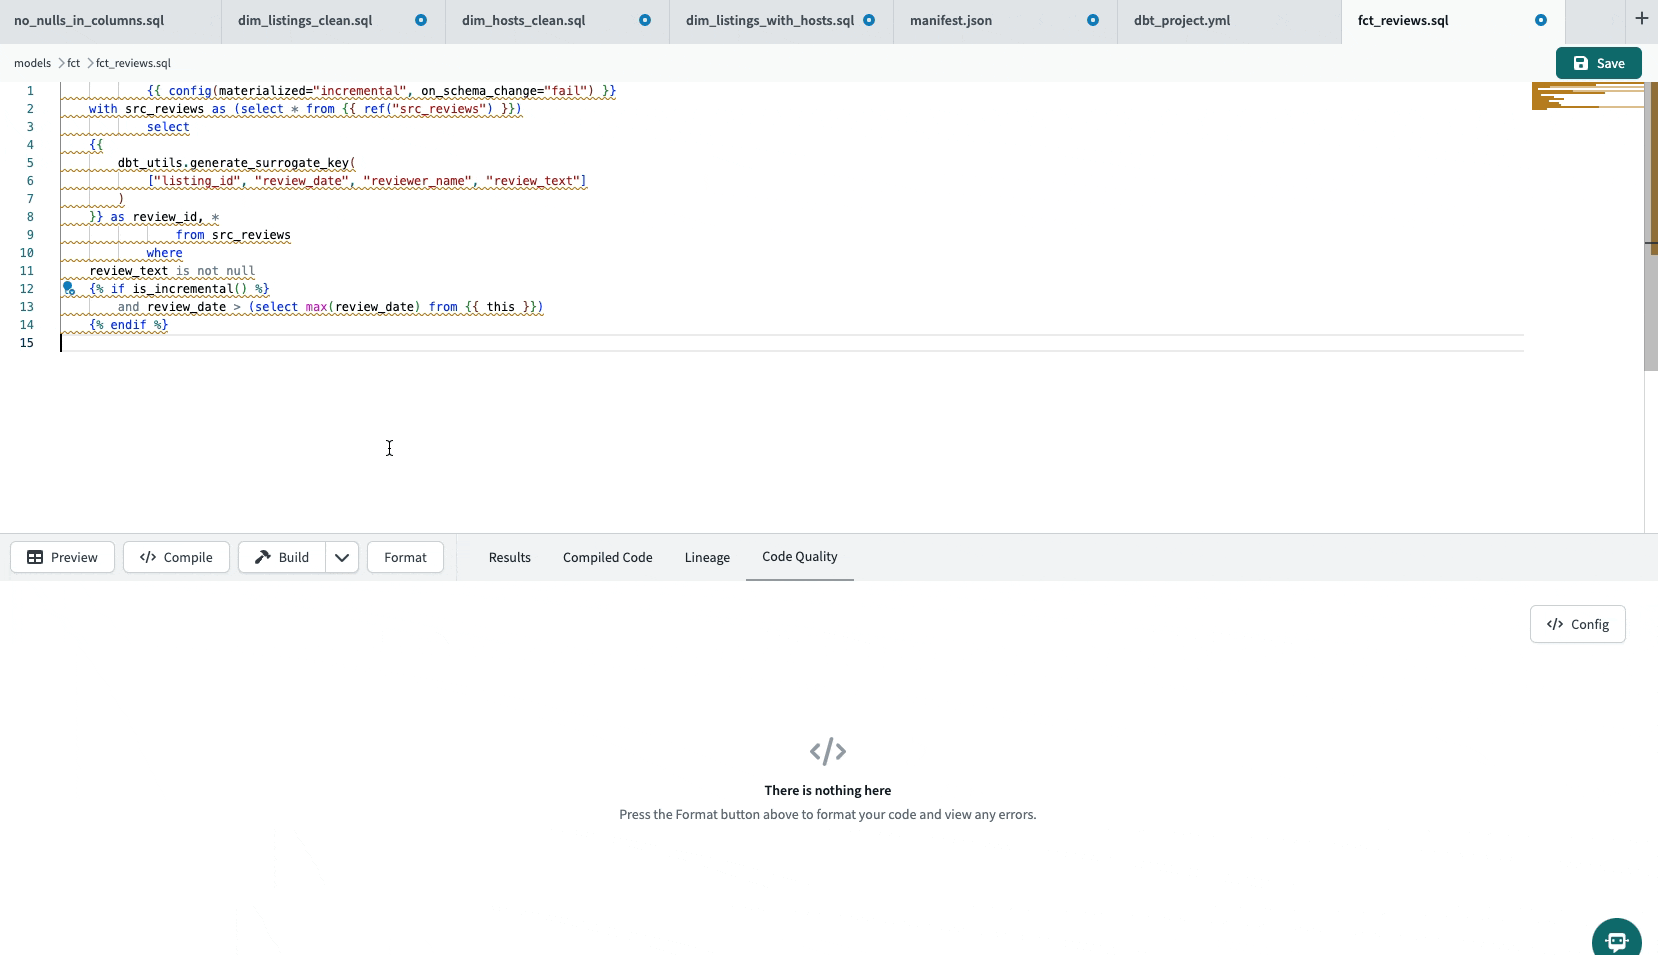 no_nulls_in_columns.sql dim_listings_clean.sql dim_hosts_clean.sql dim_listings_with_hosts.sql manifest.json dbt_project.yml fct_reviews.sql +
models > fct > fct_reviews.sql Save
1 {{ config(materialized="incremental", on_schema_change="fail") }}
2 with src_reviews as (select * from {{ ref("src_reviews") }})
3 select
4 {{
5 dbt_utils.generate_surrogate_key(
6 ["listing_id", "review_date", "reviewer_name", "review_text"]
7 )
8 }} as review_id, *
9 from src_reviews
10 where
11 review_text is not null
12 {% if is_incremental() %}
13 and review_date > (select max(review_date) from {{ this }})
14 {% endif %}
15
Preview </> Compile Build Format Results Compiled Code Lineage Code Quality
</> Config
</>
There is nothing here
Press the Format button above to format your code and view any errors.